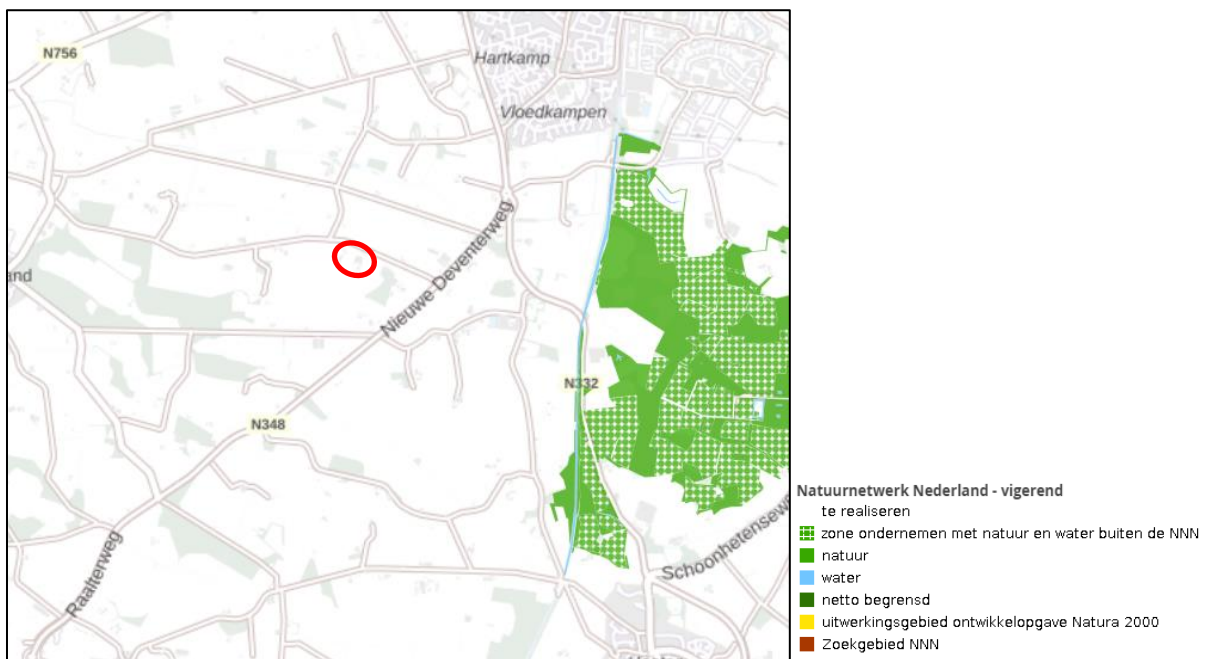 N756
Hartkamp
Vloedkampen
Nieuwe Deventerweg
and
N332
N348
Raalterweg
Schoonhetensewe
Natuurnetwerk Nederland - vigerend
te realiseren
zone ondernemen met natuur en water buiten de NNN
natuur
water
netto begrensd
uitwerkingsgebied ontwikkelopgave Natura 2000
Zoekgebied NNN